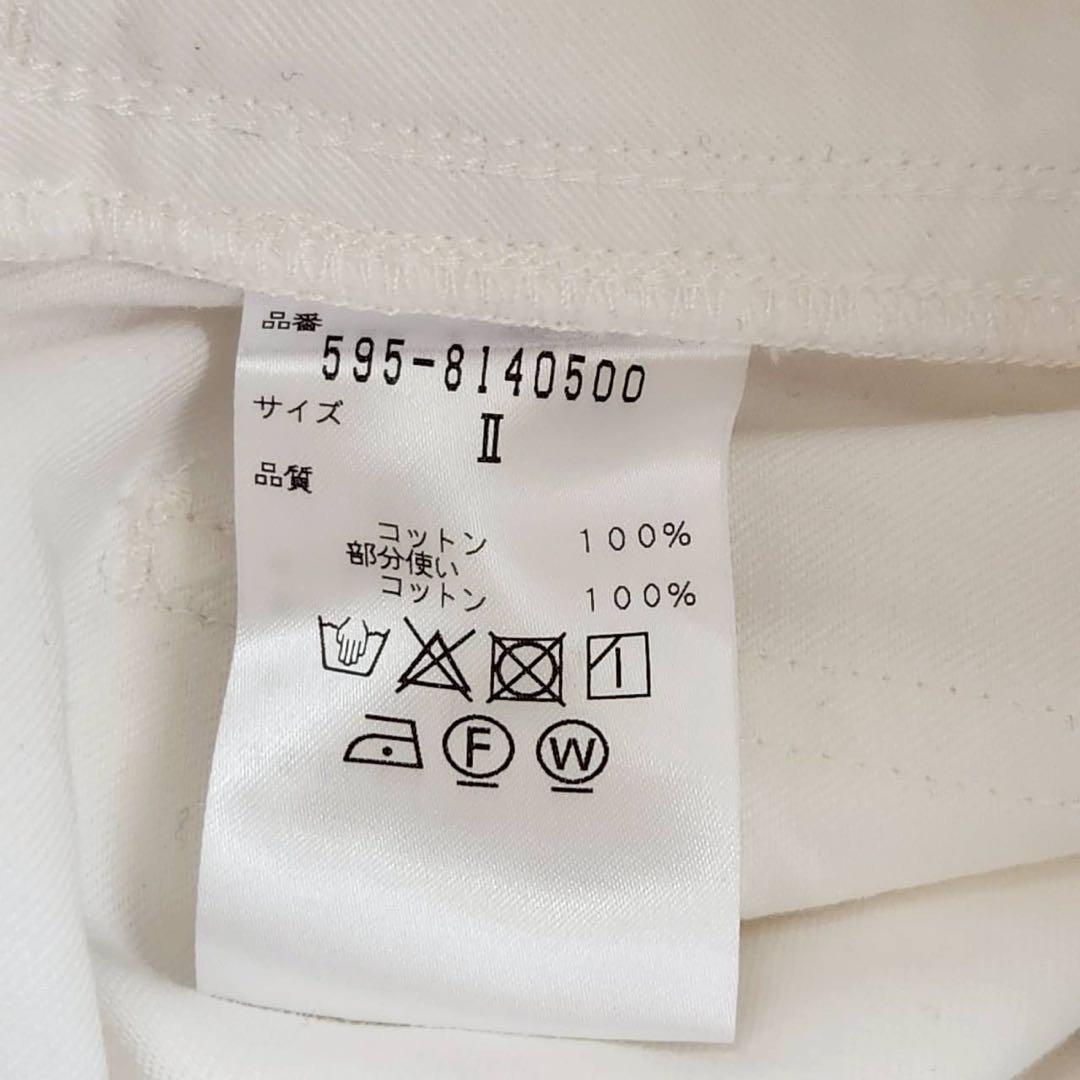 品番
595-8140500
サイズ
Ⅱ
品質
コットン 100%
部分使い
コットン 100%
F W